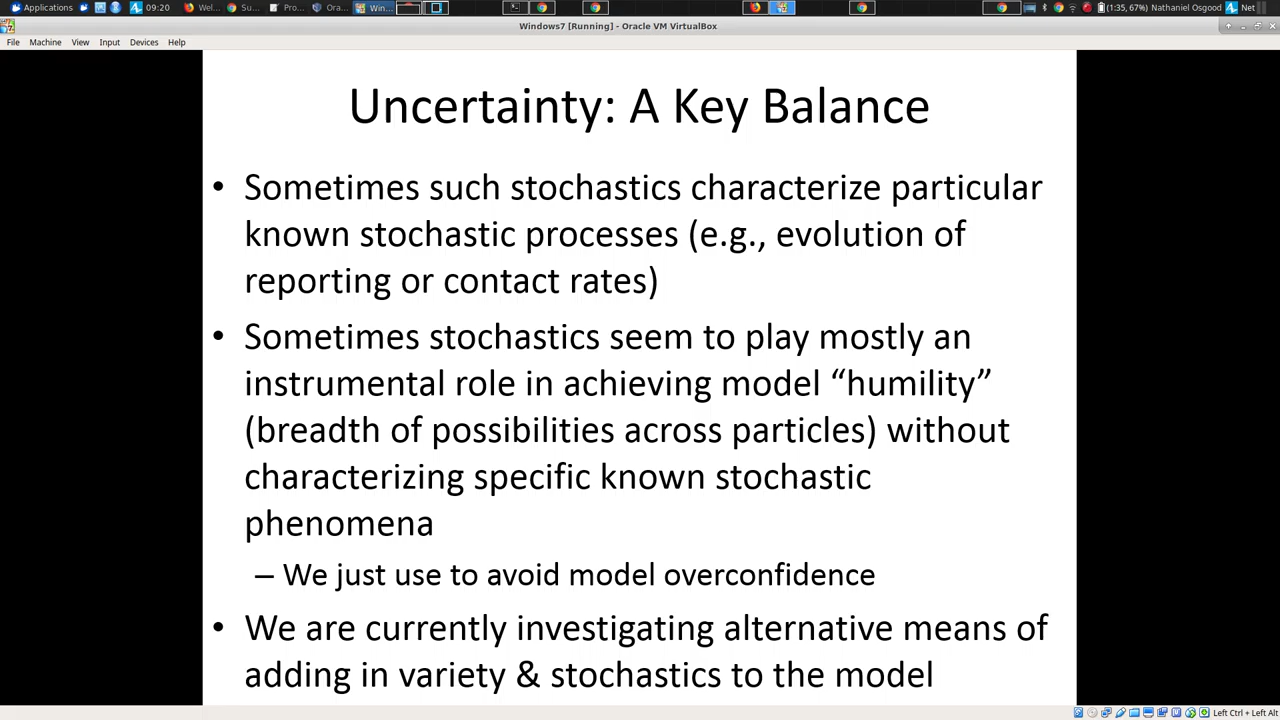 Applications 09:20 Wel... Su... Pro... Ora... Win... (1:35, 67%) Nathaniel Osgood Net
Windows7 [Running] - Oracle VM VirtualBox
File Machine View Input Devices Help
Uncertainty: A Key Balance
• Sometimes such stochastics characterize particular
known stochastic processes (e.g., evolution of
reporting or contact rates)
• Sometimes stochastics seem to play mostly an
instrumental role in achieving model “humility”
(breadth of possibilities across particles) without
characterizing specific known stochastic
phenomena
– We just use to avoid model overconfidence
• We are currently investigating alternative means of
adding in variety & stochastics to the model
Left Ctrl + Left Alt